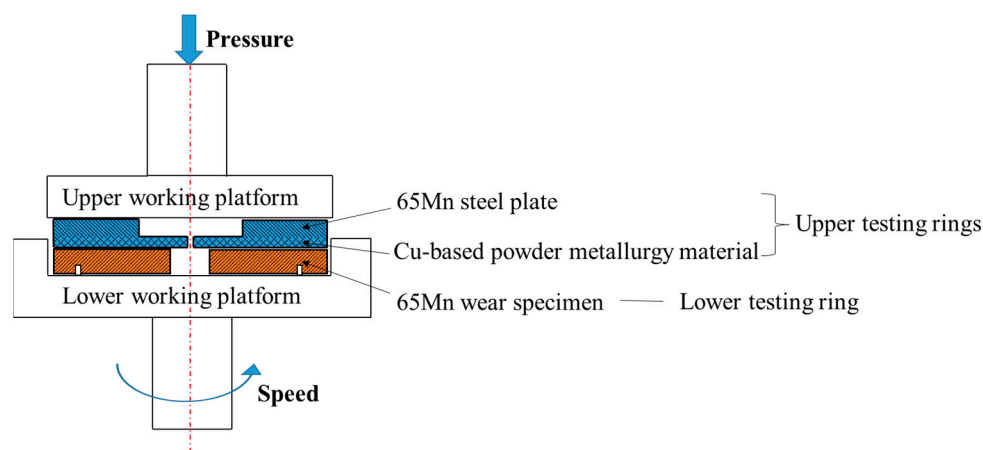 Pressure
Upper working platform
65Mn steel plate
Upper testing rings
Cu-based powder metallurgy material
Lower working platform
65Mn wear specimen
Lower testing ring
Speed